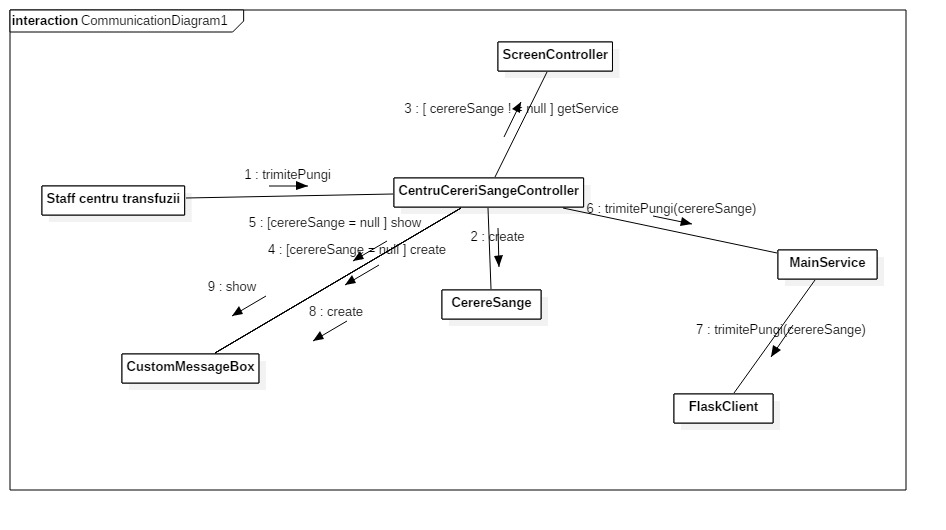 interaction CommunicationDiagram1
ScreenController
3 : [ cerereSange != null ] getService
1 : trimitePungi
Staff centru transfuzii
CentruCereriSangeController
5 : [cerereSange = null ] show
6 : trimitePungi(cerereSange)
2 : create
4 : [cerereSange = null ] create
MainService
9 : show
CerereSange
8 : create
7 : trimitePungi(cerereSange)
CustomMessageBox
FlaskClient